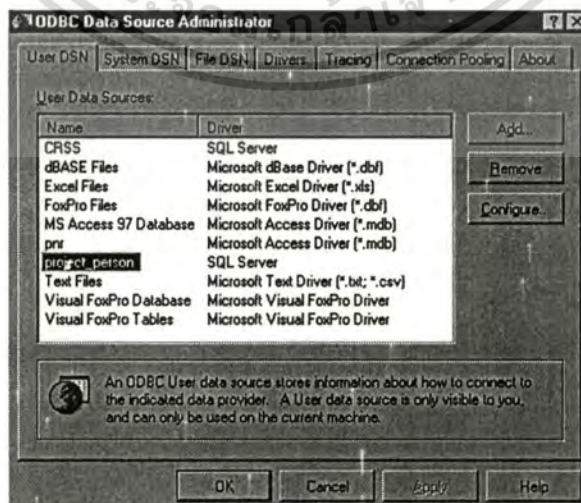 ODBC Data Source Administrator
User DSN System DSN File DSN Drivers Tracing Connection Pooling About
User Data Sources:
Name Driver
CRSS SQL Server
dBASE Files Microsoft dBase Driver (*.dbf)
Excel Files Microsoft Excel Driver (*.xls)
FoxPro Files Microsoft FoxPro Driver (*.dbf)
MS Access 97 Database Microsoft Access Driver (*.mdb)
pnr Microsoft Access Driver (*.mdb)
project_person SQL Server
Text Files Microsoft Text Driver (*.txt; *.csv)
Visual FoxPro Database Microsoft Visual FoxPro Driver
Visual FoxPro Tables Microsoft Visual FoxPro Driver
Add...
Remove
Configure...
An ODBC User data source stores information about how to connect to
the indicated data provider. A User data source is only visible to you,
and can only be used on the current machine.
OK Cancel Apply Help